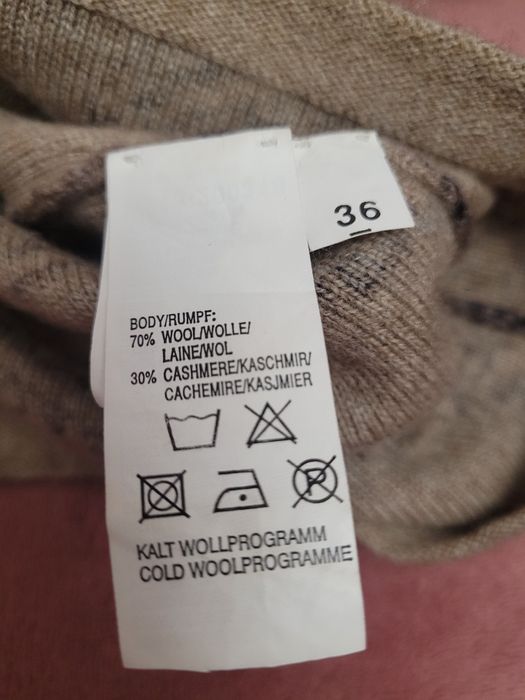 36
BODY/RUMPF:
70% WOOL/WOLLE/
LAINE/WOL
30% CASHMERE/KASCHMIR/
CACHEMIRE/KASJMIER
P
KALT WOLLPROGRAMM
COLD WOOLPROGRAMME